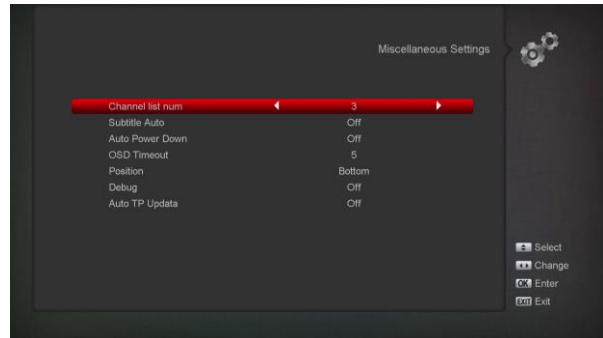 Miscellaneous Settings
Channel list num 3
Subtitle Auto Off
Auto Power Down Off
OSD Timeout 5
Position Bottom
Debug Off
Auto TP Updata Off
Select
Change
OK Enter
EXIT Exit